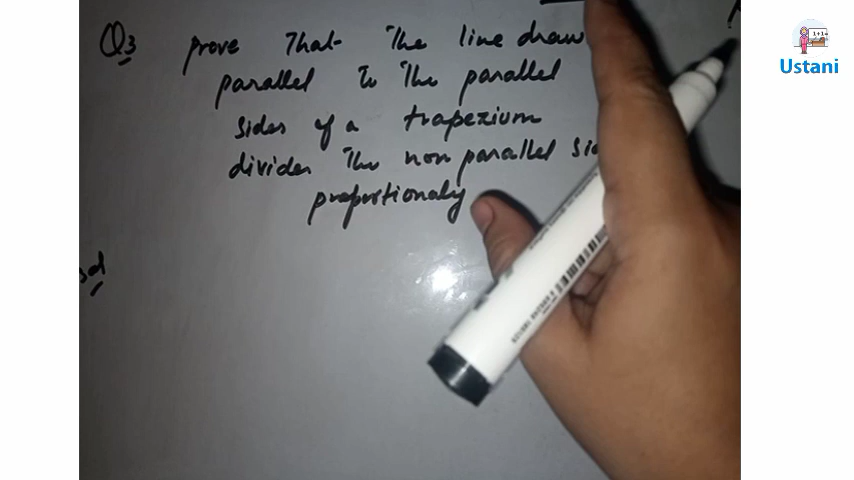 Q3 prove that the line draw
parallel to the parallel
sides of a trapezium
divides the non parallel
proportionaly
sol
Ustani